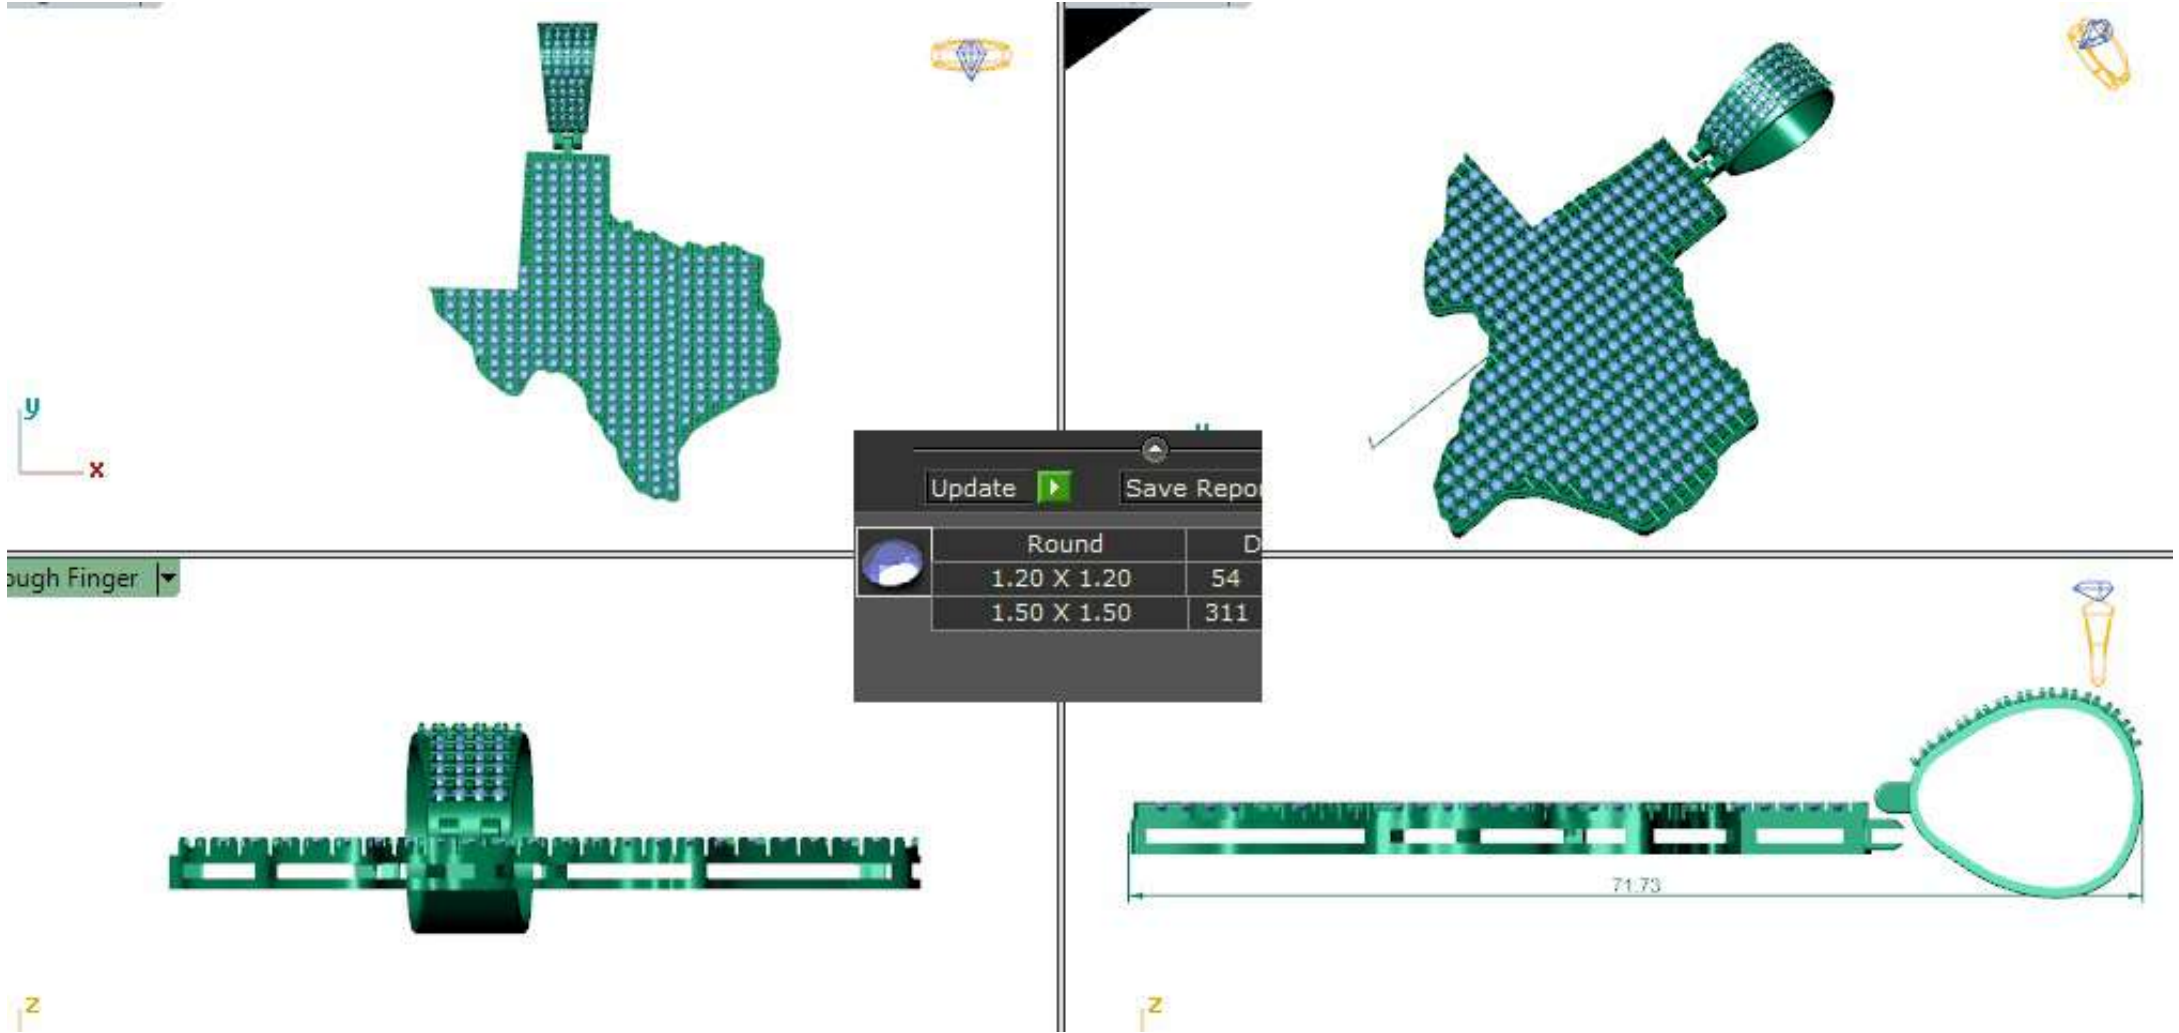 y
x
Update Save Repo
Round D
1.20 X 1.20 54
1.50 X 1.50 311
ough Finger
71.73
z
z